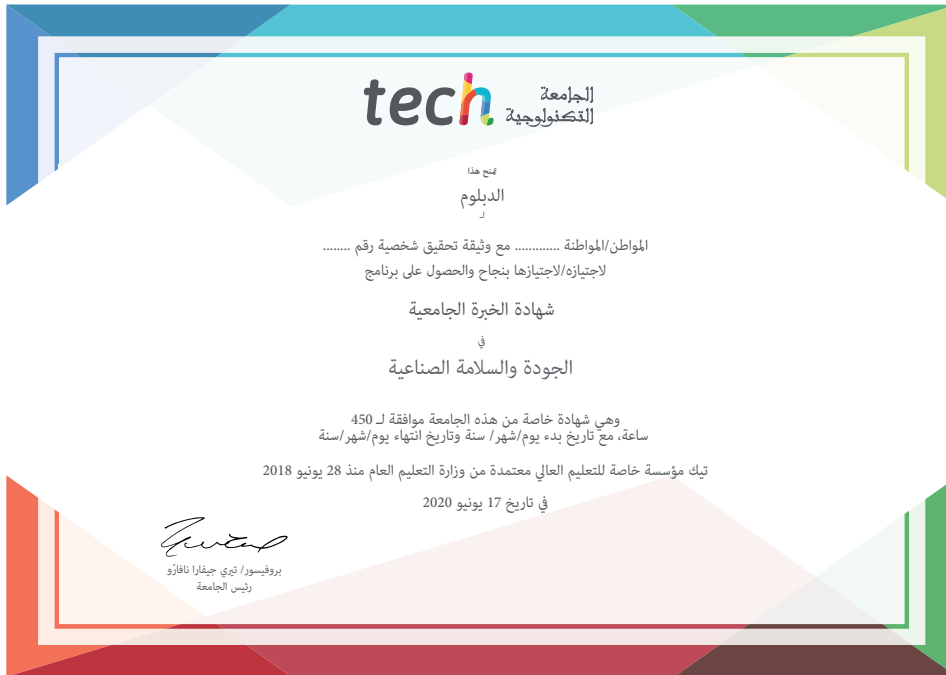 tech الجامعة
التكنولوجية
يمنح هذا
الدبلوم
لـ
المواطن/المواطنة ............ مع وثيقة تحقيق شخصية رقم ........
لاجتيازه/لاجتيازها بنجاح والحصول على برنامج
شهادة الخبرة الجامعية
في
الجودة والسلامة الصناعية
وهي شهادة خاصة من هذه الجامعة موافقة لـ 450
ساعة، مع تاريخ بدء يوم/شهر/ سنة وتاريخ انتهاء يوم/شهر/سنة
تيك مؤسسة خاصة للتعليم العالي معتمدة من وزارة التعليم العام منذ 28 يونيو 2018
في تاريخ 17 يونيو 2020
بروفيسور/ تيري جيفارا نافارّو
رئيس الجامعة